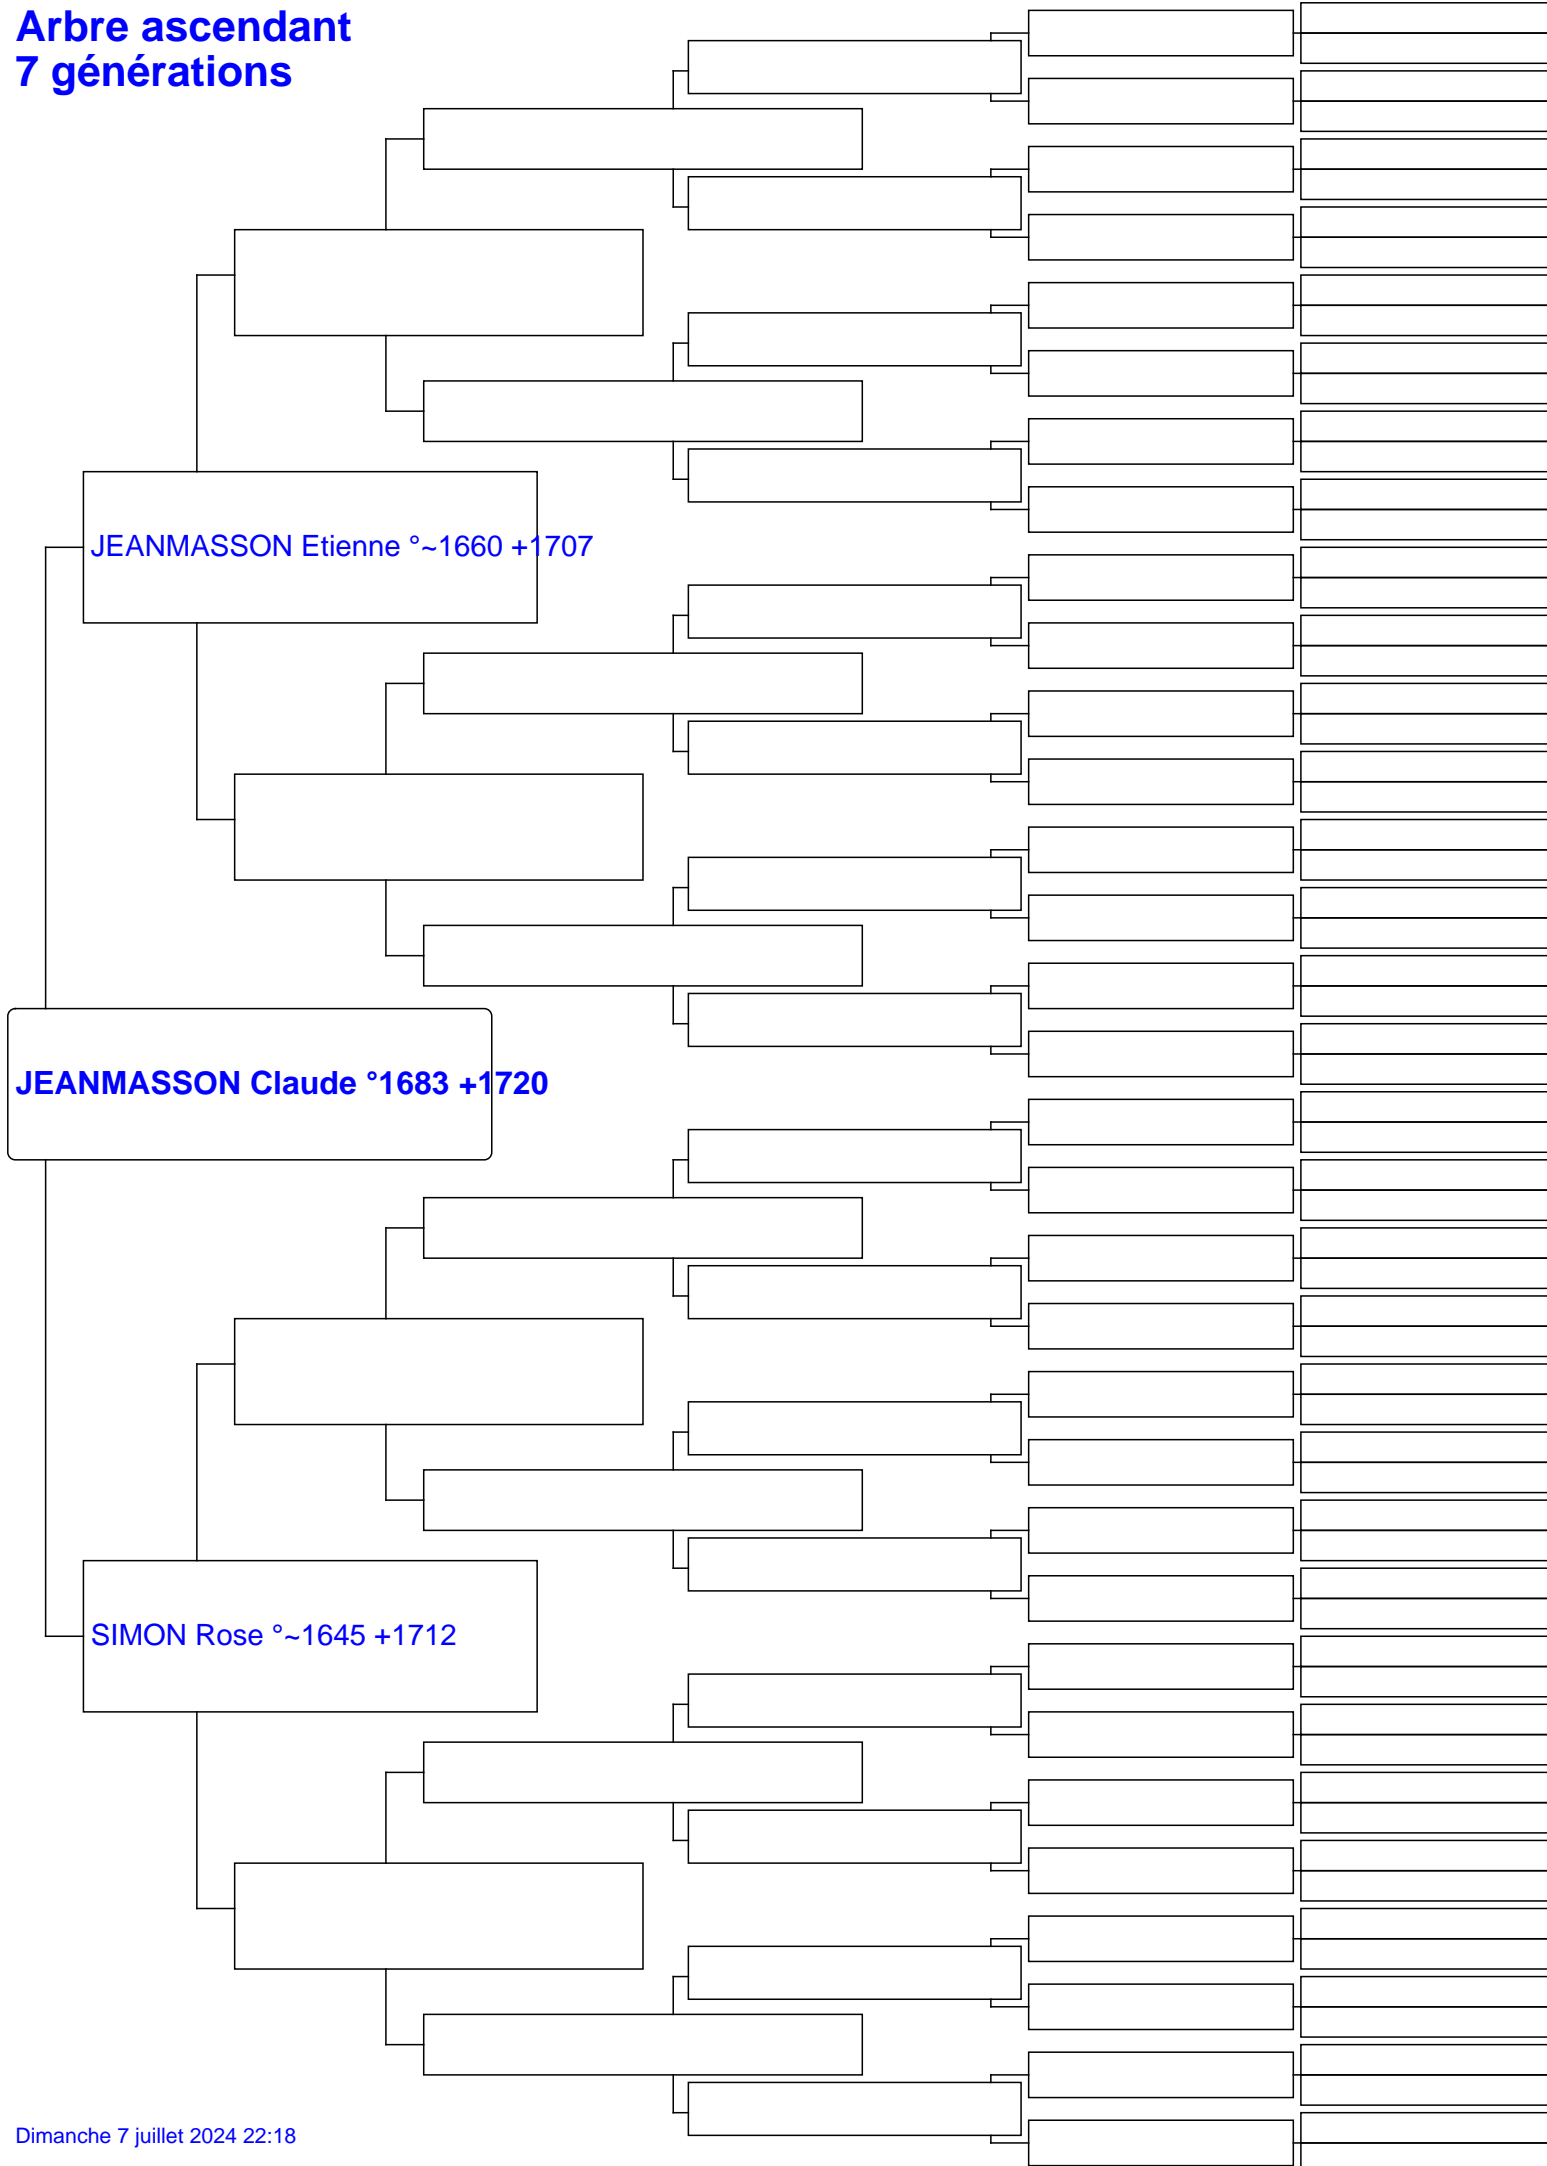 Arbre ascendant
7 générations
JEANMASSON Etienne °~1660 +1707
JEANMASSON Claude °1683 +1720
SIMON Rose °~1645 +1712
Dimanche 7 juillet 2024 22:18